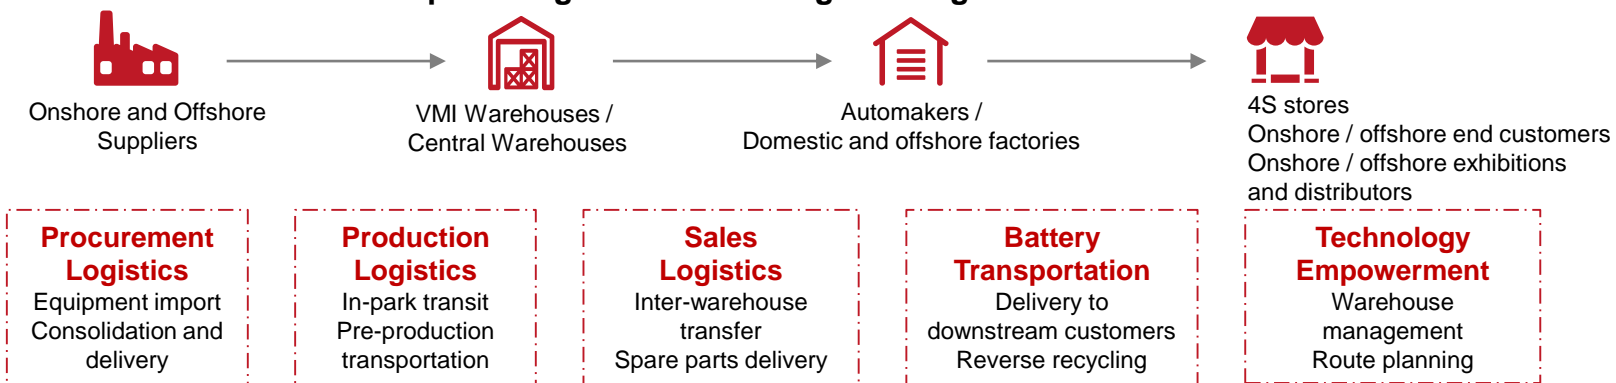 Onshore and Offshore
Suppliers
VMI Warehouses /
Central Warehouses
Automakers /
Domestic and offshore factories
4S stores
Onshore / offshore end customers
Onshore / offshore exhibitions
and distributors
Procurement
Logistics
Equipment import
Consolidation and
delivery
Production
Logistics
In-park transit
Pre-production
transportation
Sales
Logistics
Inter-warehouse
transfer
Spare parts delivery
Battery
Transportation
Delivery to
downstream customers
Reverse recycling
Technology
Empowerment
Warehouse
management
Route planning